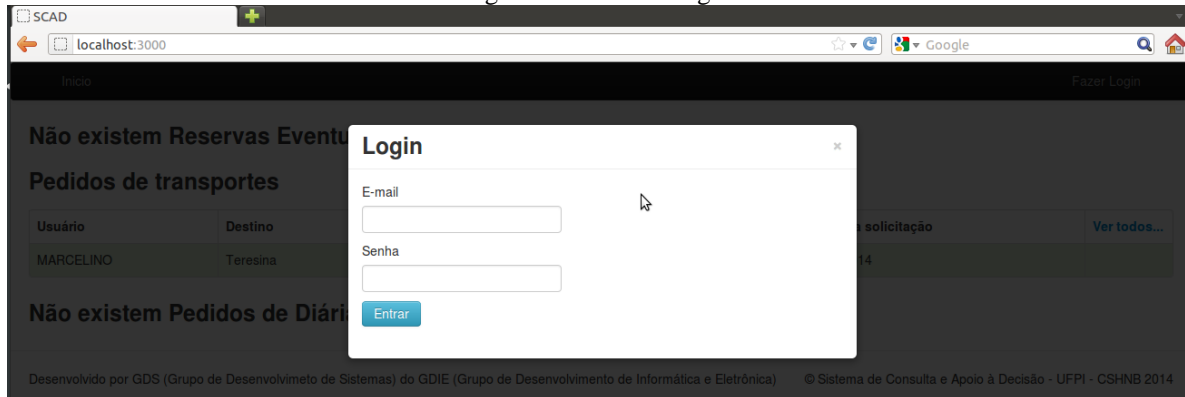 SCAD
localhost:3000
Google
Inicio
Fazer Login
Não existem Reservas Eventu
Login
×
Pedidos de transportes
E-mail
Usuário Destino solicitação Ver todos...
Senha
MARCELINO Teresina 14
Entrar
Não existem Pedidos de Diári
Desenvolvido por GDS (Grupo de Desenvolvimeto de Sistemas) do GDIE (Grupo de Desenvolvimento de Informática e Eletrônica) © Sistema de Consulta e Apoio à Decisão - UFPI - CSHNB 2014